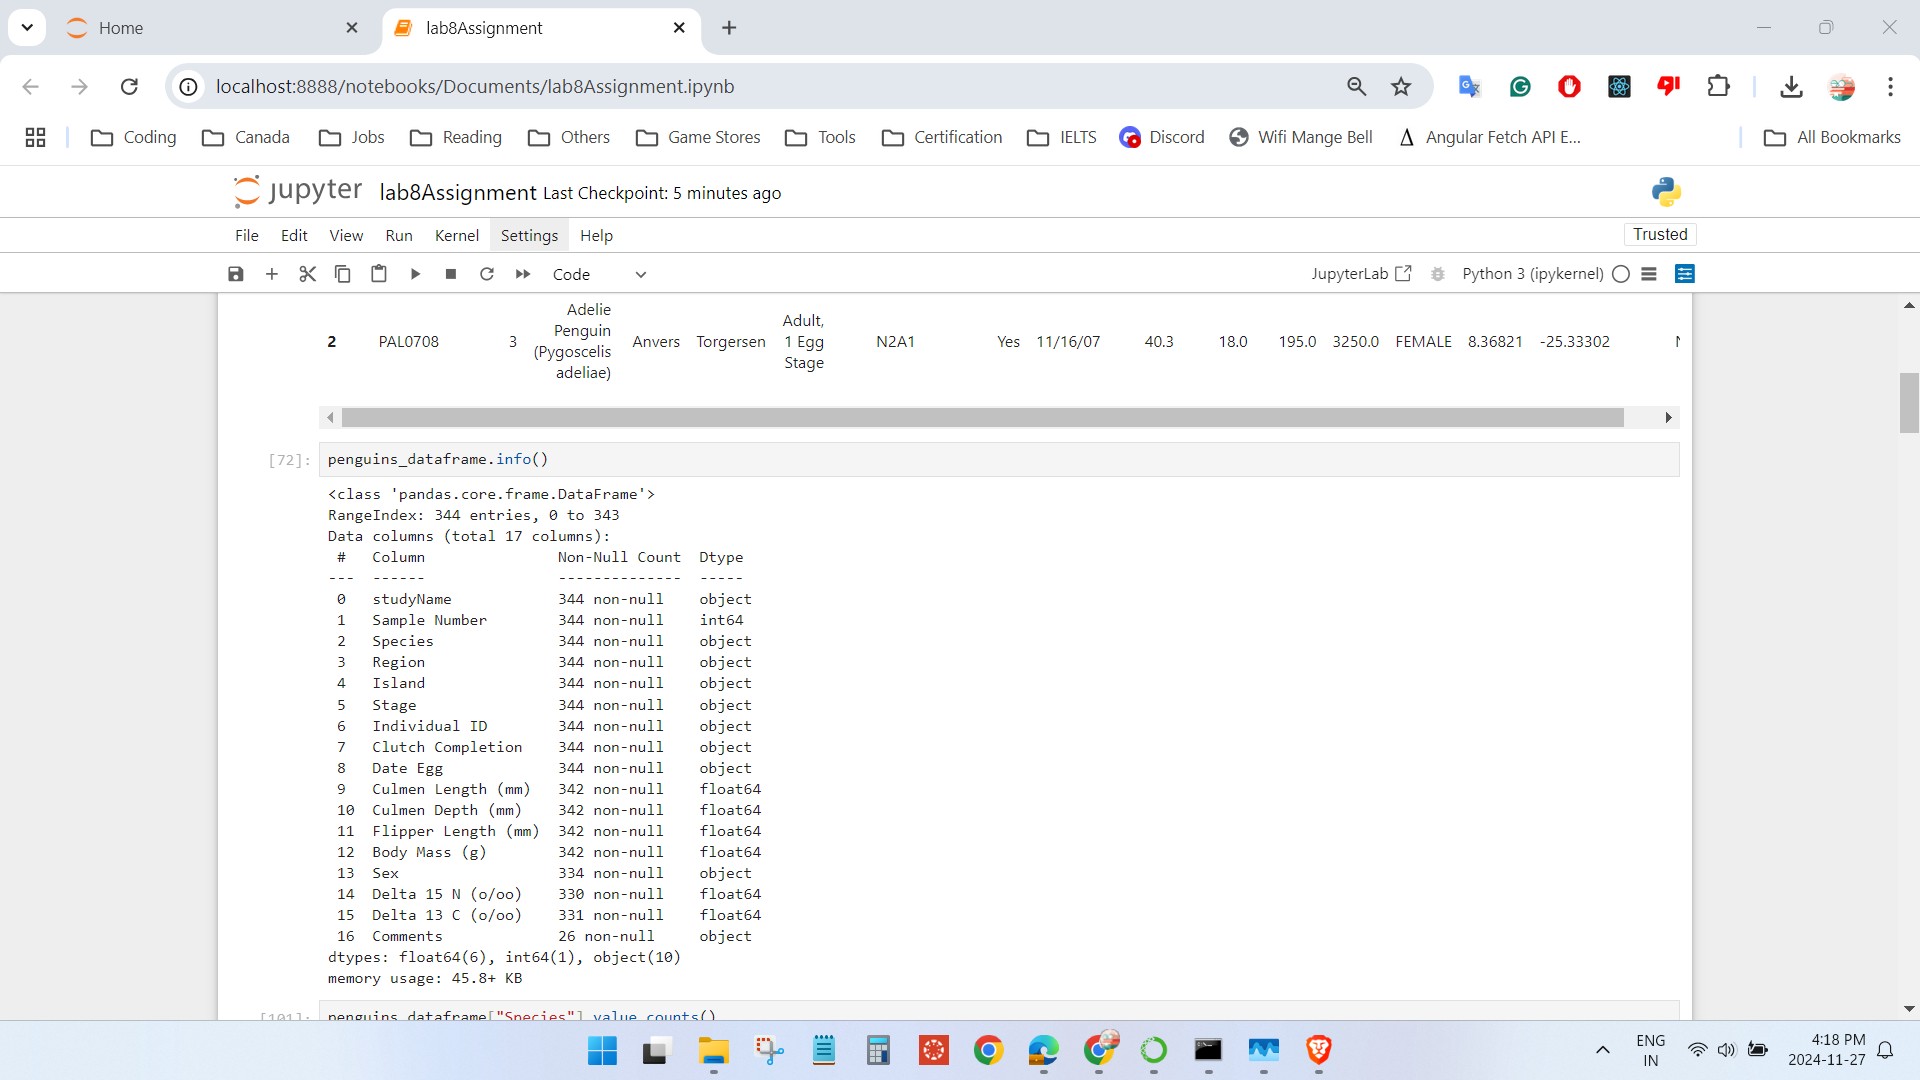 Home
lab8Assignment
localhost:8888/notebooks/Documents/lab8Assignment.ipynb
Coding Canada Jobs Reading Others Game Stores Tools Certification IELTS Discord Wifi Mange Bell Angular Fetch API E... All Bookmarks
jupyter lab8Assignment Last Checkpoint: 5 minutes ago
File Edit View Run Kernel Settings Help Trusted
Code JupyterLab Python 3 (ipykernel)
2 PAL0708 3 Adelie Penguin (Pygoscelis adeliae) Anvers Torgersen Adult, 1 Egg Stage N2A1 Yes 11/16/07 40.3 18.0 195.0 3250.0 FEMALE 8.36821 -25.33302
[72]: penguins_dataframe.info()
<class 'pandas.core.frame.DataFrame'>
RangeIndex: 344 entries, 0 to 343
Data columns (total 17 columns):
# Column Non-Null Count Dtype
--- ------ -------------- -----
0 studyName 344 non-null object
1 Sample Number 344 non-null int64
2 Species 344 non-null object
3 Region 344 non-null object
4 Island 344 non-null object
5 Stage 344 non-null object
6 Individual ID 344 non-null object
7 Clutch Completion 344 non-null object
8 Date Egg 344 non-null object
9 Culmen Length (mm) 342 non-null float64
10 Culmen Depth (mm) 342 non-null float64
11 Flipper Length (mm) 342 non-null float64
12 Body Mass (g) 342 non-null float64
13 Sex 334 non-null object
14 Delta 15 N (o/oo) 330 non-null float64
15 Delta 13 C (o/oo) 331 non-null float64
16 Comments 26 non-null object
dtypes: float64(6), int64(1), object(10)
memory usage: 45.8+ KB
[101]: penguins_dataframe["Species"].value_counts()
ENG
IN
4:18 PM
2024-11-27